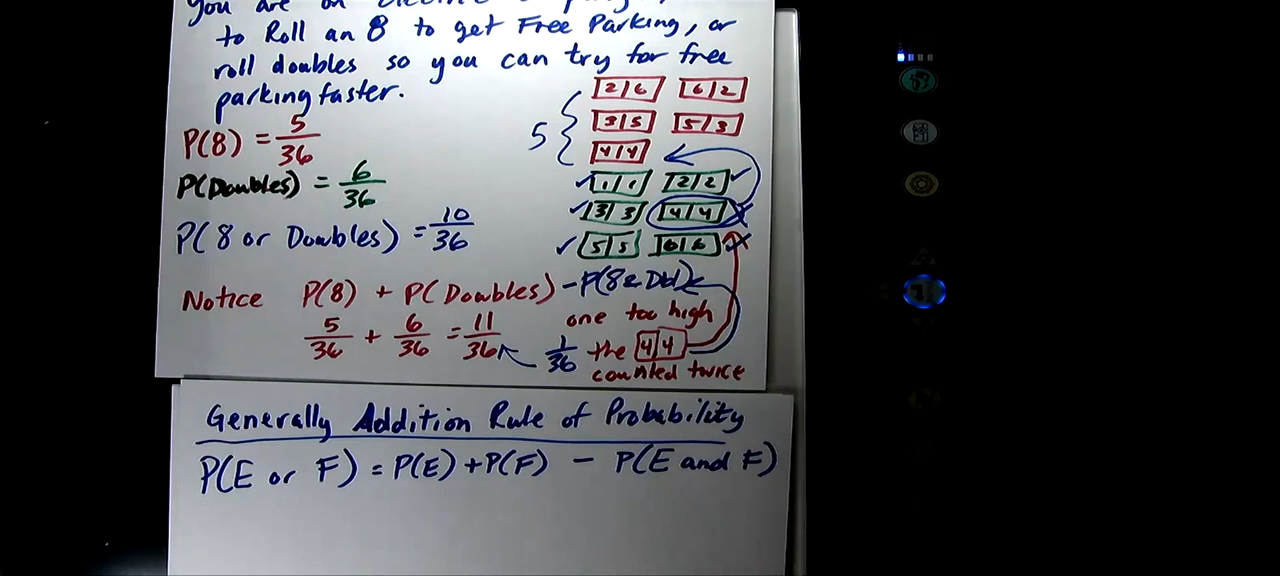 You are on
to Roll an 8 to get Free Parking, or
roll doubles so you can try for free
parking faster.
P(8) = 5/36
P(Doubles) = 6/36
P(8 or Doubles) = 10/36
5
2 6 6 2
3 5 5 3
4 4
1 1 2 2
3 3 4 4
5 5 6 6
Notice P(8) + P(Doubles) - P(8 & Dbl)
5/36 + 6/36 = 11/36 1/36
one too high
the 4 4
counted twice
Generally Addition Rule of Probability
P(E or F) = P(E) + P(F) - P(E and F)